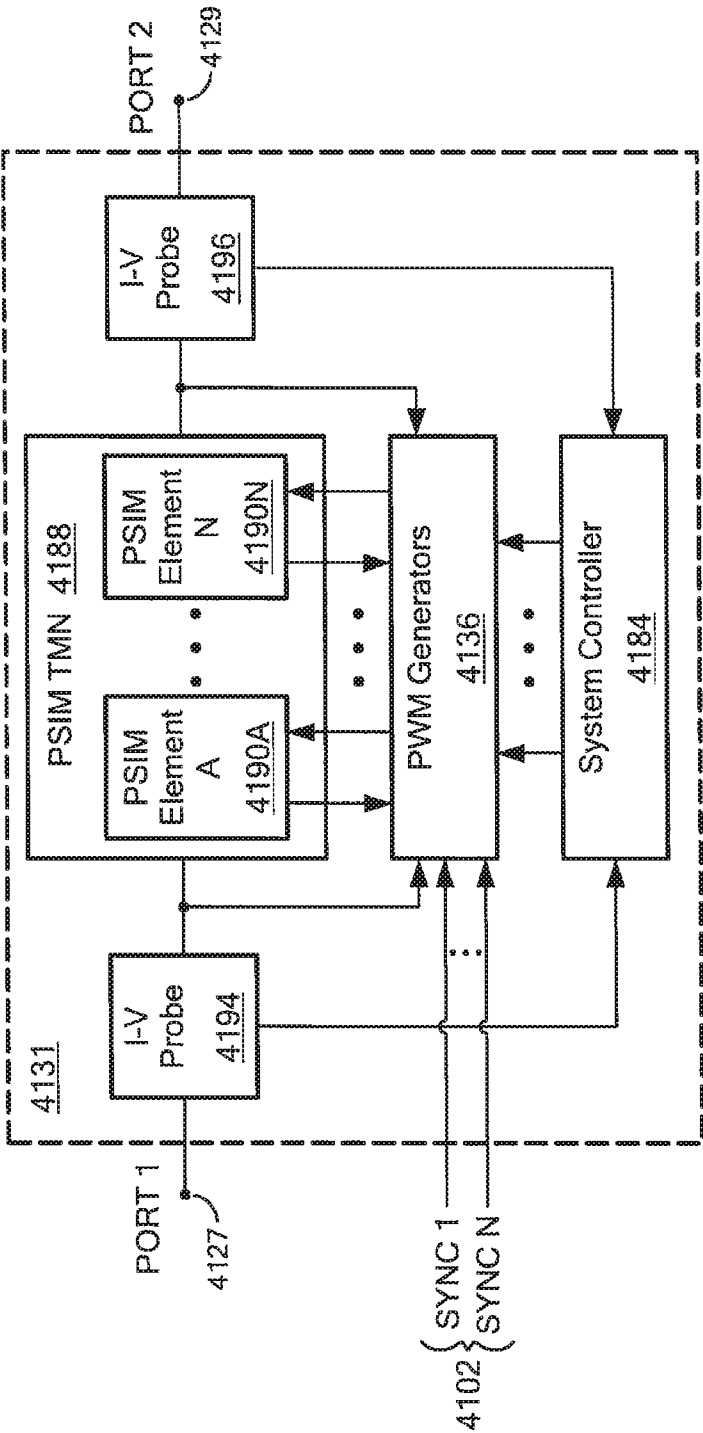 4131
PORT 1
4127
I-V
Probe
4194
PSIM TMN 4188
PSIM
Element
A
4190A
PSIM
Element
N
4190N
I-V
Probe
4196
PORT 2
4129
PWM Generators
4136
System Controller
4184
4102
SYNC 1
SYNC N